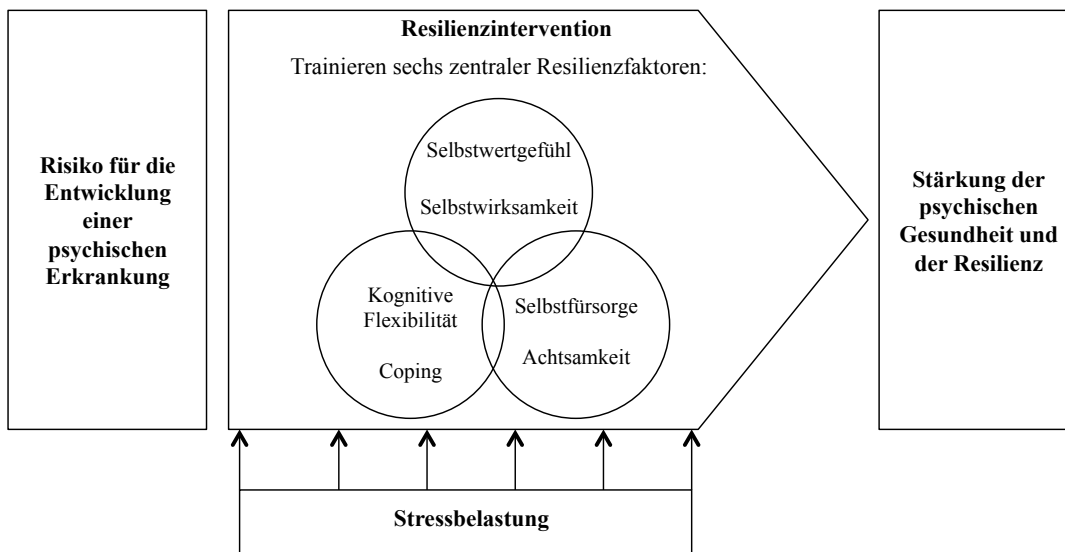 Risiko für die
Entwicklung
einer
psychischen
Erkrankung
Resilienzintervention
Trainieren sechs zentraler Resilienzfaktoren:
Selbstwertgefühl
Selbstwirksamkeit
Kognitive
Flexibilität
Coping
Selbstfürsorge
Achtsamkeit
Stärkung der
psychischen
Gesundheit und
der Resilienz
Stressbelastung